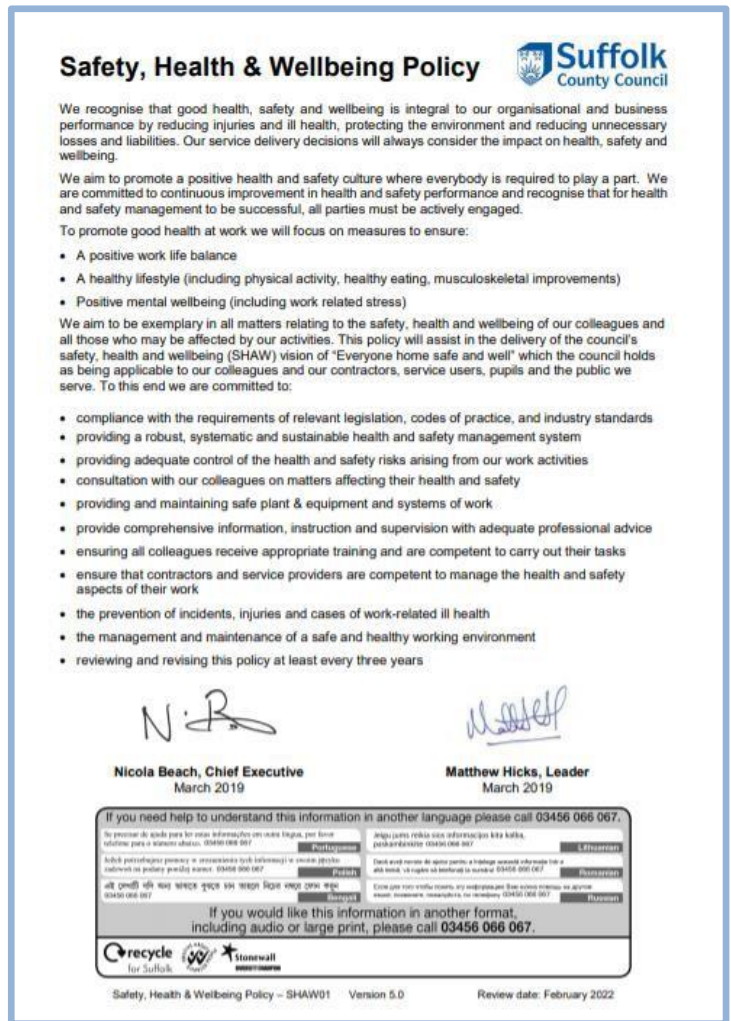 Safety, Health & Wellbeing Policy
Suffolk
County Council
We recognise that good health, safety and wellbeing is integral to our organisational and business
performance by reducing injuries and ill health, protecting the environment and reducing unnecessary
losses and liabilities. Our service delivery decisions will always consider the impact on health, safety and
wellbeing.
We aim to promote a positive health and safety culture where everybody is required to play a part. We
are committed to continuous improvement in health and safety performance and recognise that for health
and safety management to be successful, all parties must be actively engaged.
To promote good health at work we will focus on measures to ensure:
• A positive work life balance
• A healthy lifestyle (including physical activity, healthy eating, musculoskeletal improvements)
• Positive mental wellbeing (including work related stress)
We aim to be exemplary in all matters relating to the safety, health and wellbeing of our colleagues and
all those who may be affected by our activities. This policy will assist in the delivery of the council's
safety, health and wellbeing (SHAW) vision of "Everyone home safe and well" which the council holds
as being applicable to our colleagues and our contractors, service users, pupils and the public we
serve. To this end we are committed to:
• compliance with the requirements of relevant legislation, codes of practice, and industry standards
• providing a robust, systematic and sustainable health and safety management system
• providing adequate control of the health and safety risks arising from our work activities
• consultation with our colleagues on matters affecting their health and safety
• providing and maintaining safe plant & equipment and systems of work
• provide comprehensive information, instruction and supervision with adequate professional advice
• ensuring all colleagues receive appropriate training and are competent to carry out their tasks
• ensure that contractors and service providers are competent to manage the health and safety
aspects of their work
• the prevention of incidents, injuries and cases of work-related ill health
• the management and maintenance of a safe and healthy working environment
• reviewing and revising this policy at least every three years
Nicola Beach, Chief Executive
March 2019
Matthew Hicks, Leader
March 2019
If you need help to understand this information in another language please call 03456 066 067.
Portuguese
Lithuanian
Polish
Romanian
Bengali
Russian
If you would like this information in another format,
including audio or large print, please call 03456 066 067.
recycle
for Suffolk
Stonewall
Safety, Health & Wellbeing Policy – SHAW01 Version 5.0 Review date: February 2022